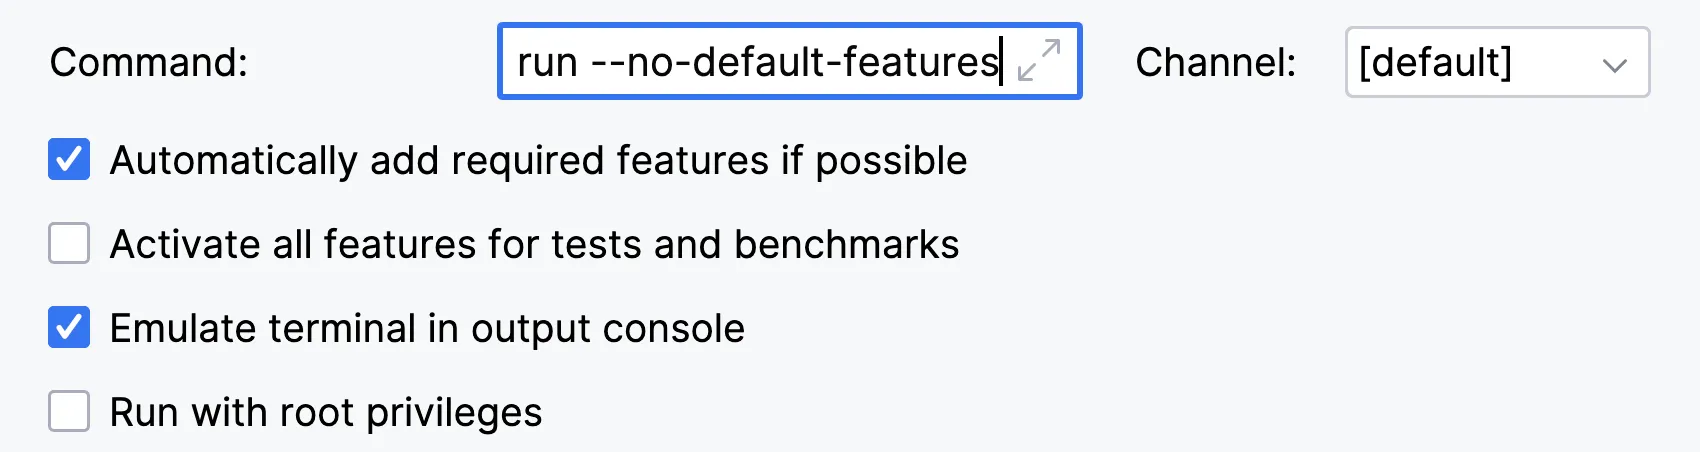 Command: run --no-default-features Channel: [default]
Automatically add required features if possible
Activate all features for tests and benchmarks
Emulate terminal in output console
Run with root privileges